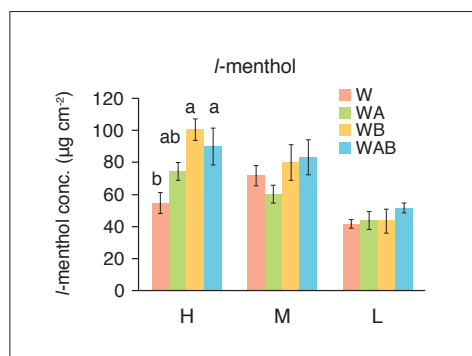 l-menthol
l-menthol conc. (μg cm-2)
120
100
80
60
40
20
0
b
ab
a
a
W
WA
WB
WAB
H
M
L